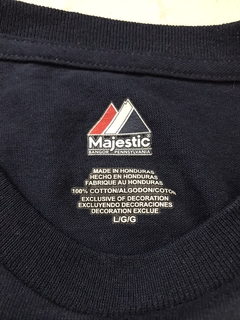 Majestic
BANGOR PENNSYLVANIA
MADE IN HONDURAS
HECHO EN HONDURAS
FABRIQUE AU HONDURAS
100% COTTON/ALGODON/COTON
EXCLUSIVE OF DECORATION
EXCLUYENDO DECORACIONES
DECORATION EXCLUE
L/G/G